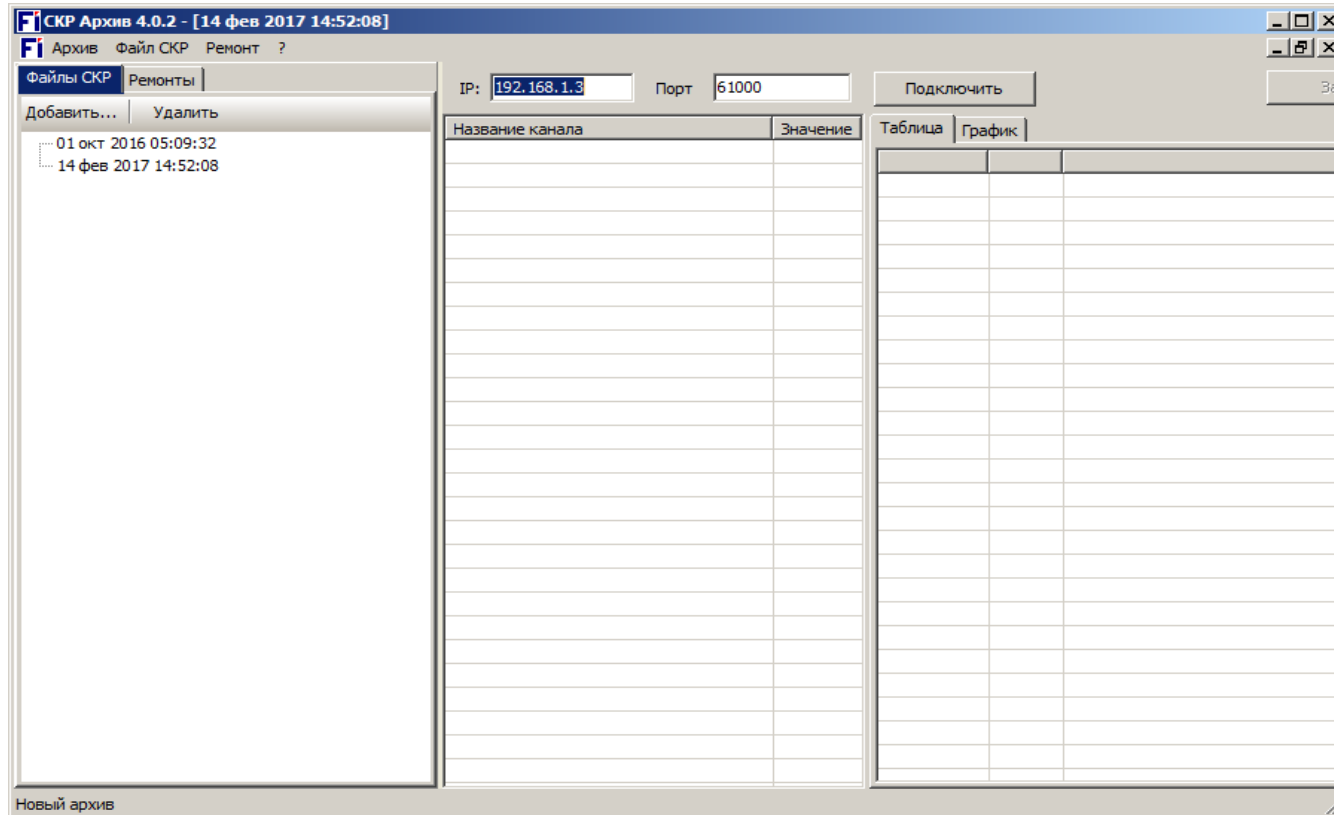 Fi СКР Архив 4.0.2 - [14 фев 2017 14:52:08]
Fi Архив Файл СКР Ремонт ?
Файлы СКР Ремонты
Добавить... Удалить
01 окт 2016 05:09:32
14 фев 2017 14:52:08
IP: 192.168.1.3 Порт 61000 Подключить
Название канала Значение
Таблица График
Новый архив